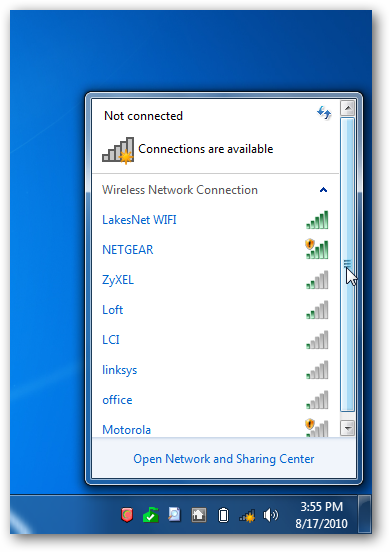 Not connected
Connections are available
Wireless Network Connection
LakesNet WIFI
NETGEAR
ZyXEL
Loft
LCI
linksys
office
Motorola
Open Network and Sharing Center
3:55 PM
8/17/2010